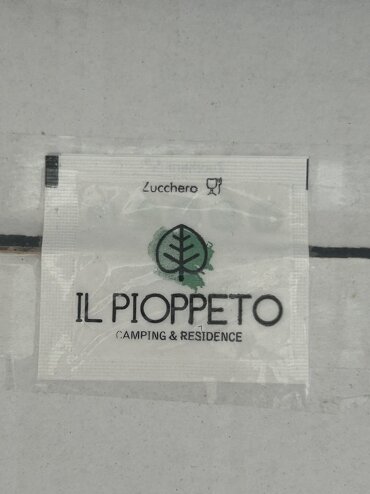 Zucchero
IL PIOPPETO
CAMPING & RESIDENCE